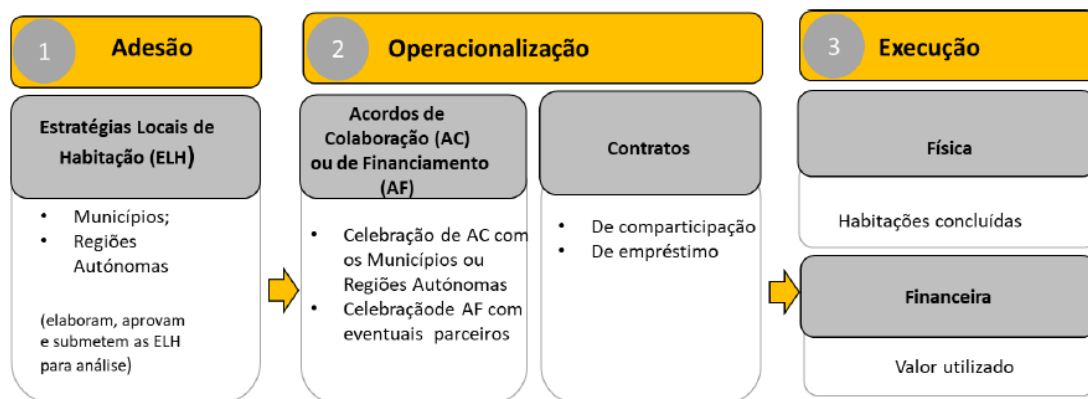 1
Adesão
Estratégias Locais de
Habitação (ELH)
• Municípios;
• Regiões
Autónomas
(elaboram, aprovam
e submetem as ELH
para análise)
2
Operacionalização
Acordos de
Colaboração (AC)
ou de Financiamento
(AF)
• Celebração de AC com
os Municípios ou
Regiões Autónomas
• Celebraçãode AF com
eventuais parceiros
Contratos
• De comparticipação
• De empréstimo
3
Execução
Física
Habitações concluídas
Financeira
Valor utilizado